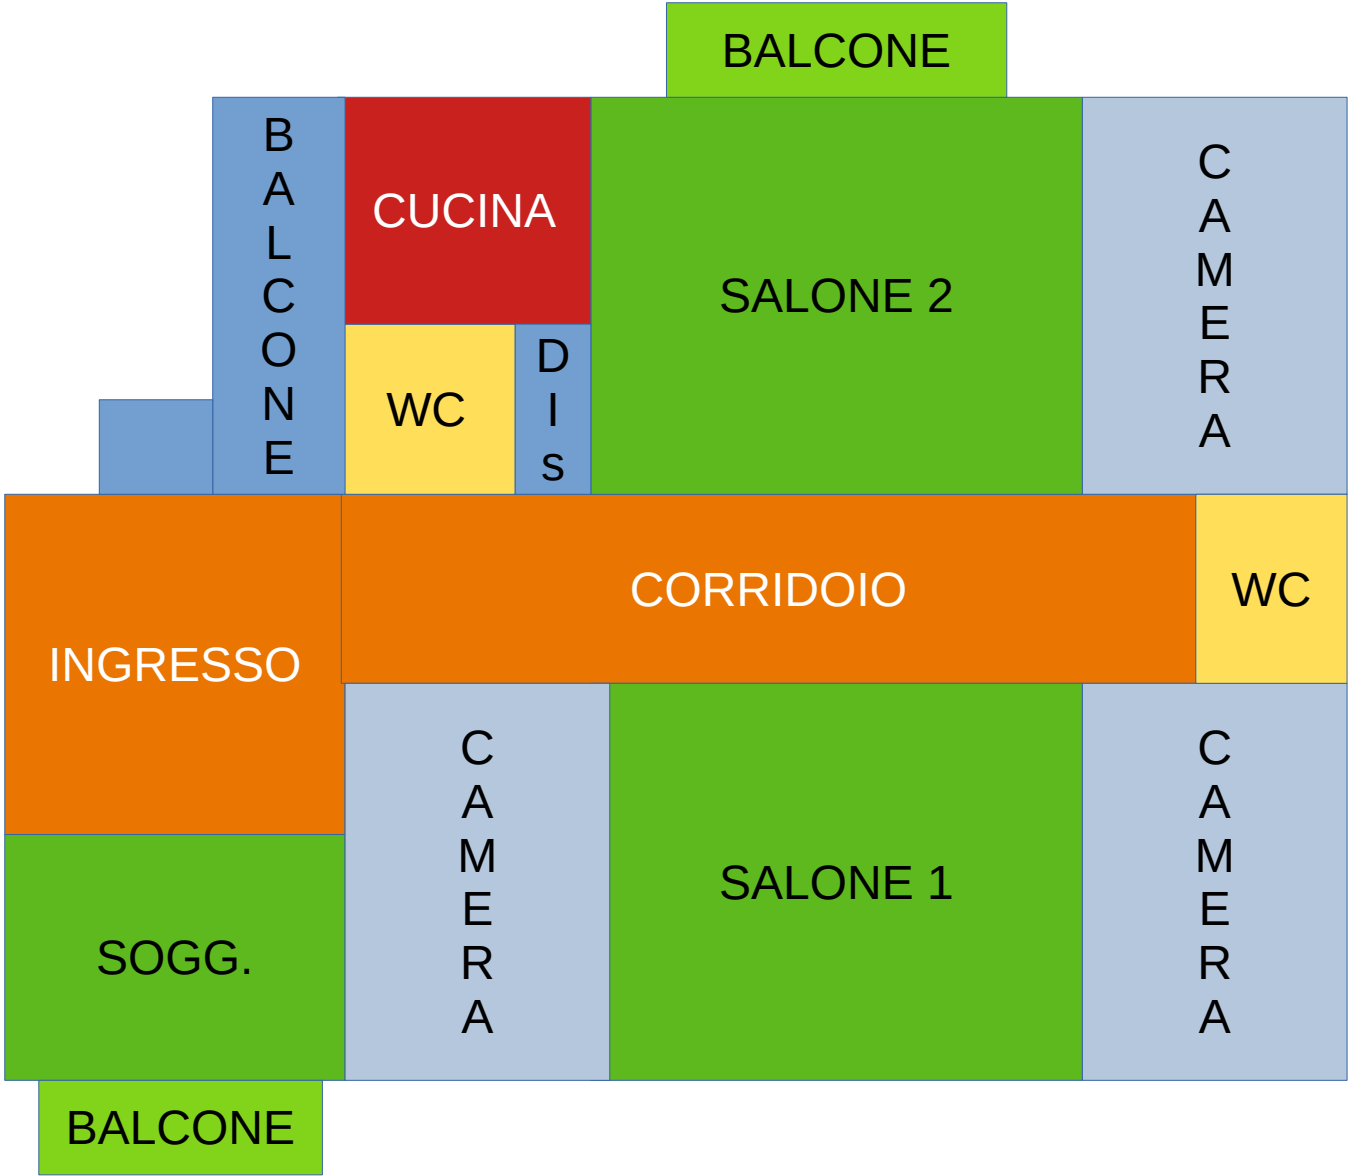 BALCONE
BALCONE
CUCINA
SALONE 2
CAMERA
WC
DIs
INGRESSO
CORRIDOIO
WC
CAMERA
SALONE 1
CAMERA
SOGG.
BALCONE